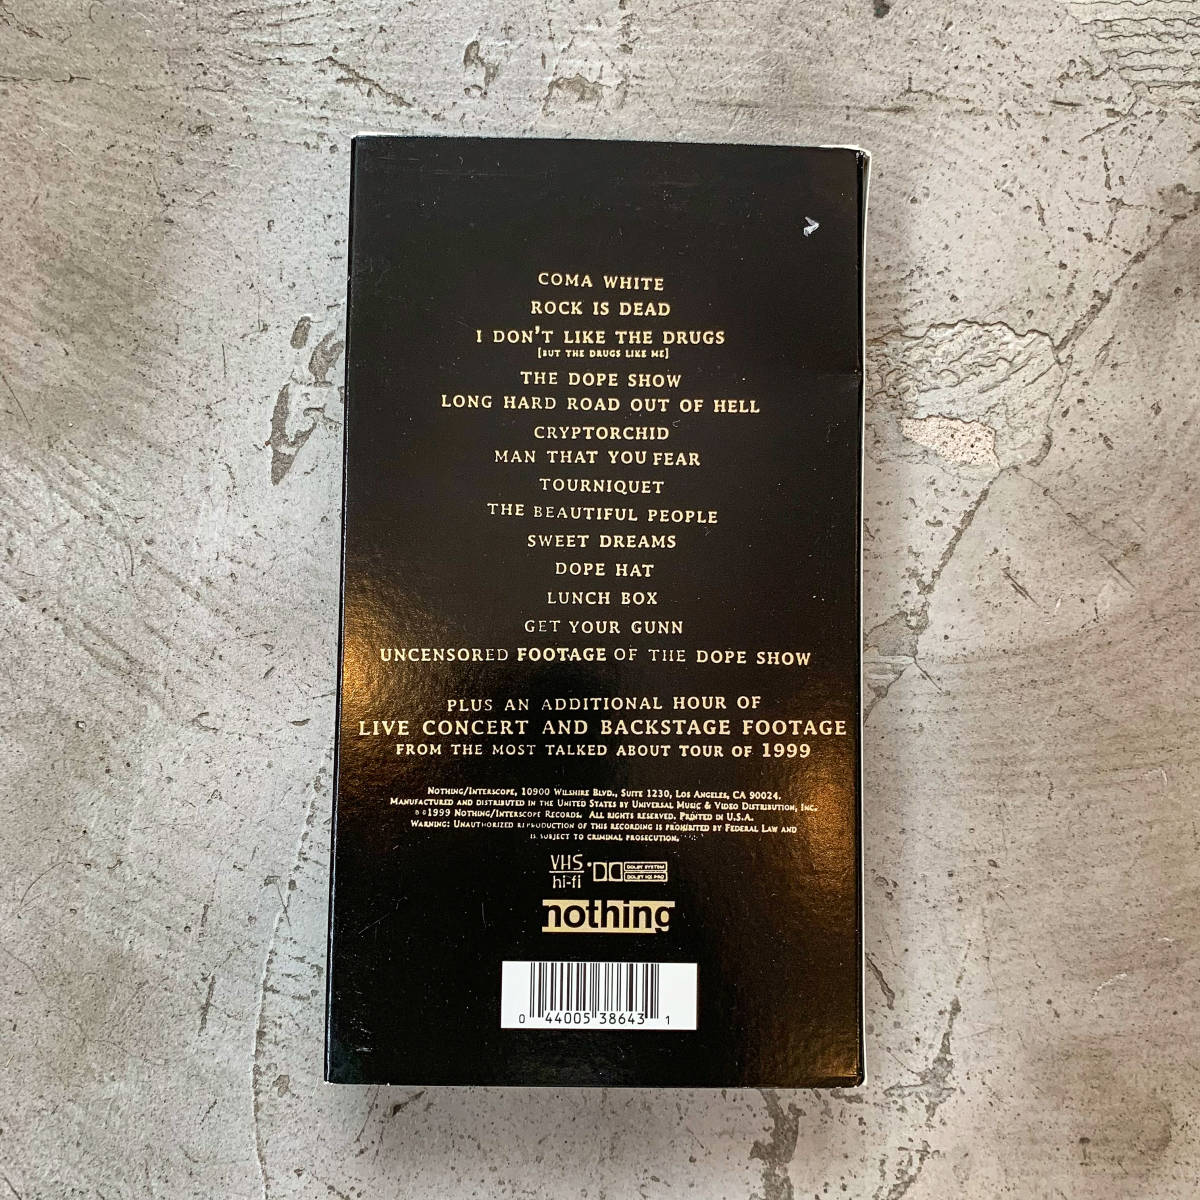 COMA WHITE
ROCK IS DEAD
I DON'T LIKE THE DRUGS
[BUT THE DRUGS LIKE ME]
THE DOPE SHOW
LONG HARD ROAD OUT OF HELL
CRYPTORCHID
MAN THAT YOU FEAR
TOURNIQUET
THE BEAUTIFUL PEOPLE
SWEET DREAMS
DOPE HAT
LUNCH BOX
GET YOUR GUNN
UNCENSORED FOOTAGE OF THE DOPE SHOW
PLUS AN ADDITIONAL HOUR OF
LIVE CONCERT AND BACKSTAGE FOOTAGE
FROM THE MOST TALKED ABOUT TOUR OF 1999
NOTHING/INTERSCOPE, 10900 WILSHIRE BLVD., SUITE 1230, LOS ANGELES, CA 90024.
MANUFACTURED AND DISTRIBUTED IN THE UNITED STATES BY UNIVERSAL MUSIC & VIDEO DISTRIBUTION, INC.
℗ ©1999 NOTHING/INTERSCOPE RECORDS. ALL RIGHTS RESERVED. PRINTED IN U.S.A.
WARNING: UNAUTHORIZED REPRODUCTION OF THIS RECORDING IS PROHIBITED BY FEDERAL LAW AND
IS SUBJECT TO CRIMINAL PROSECUTION.
VHS DOLBY SYSTEM
hi-fi DOLBY HX PRO
nothing
0 44005 38643 1